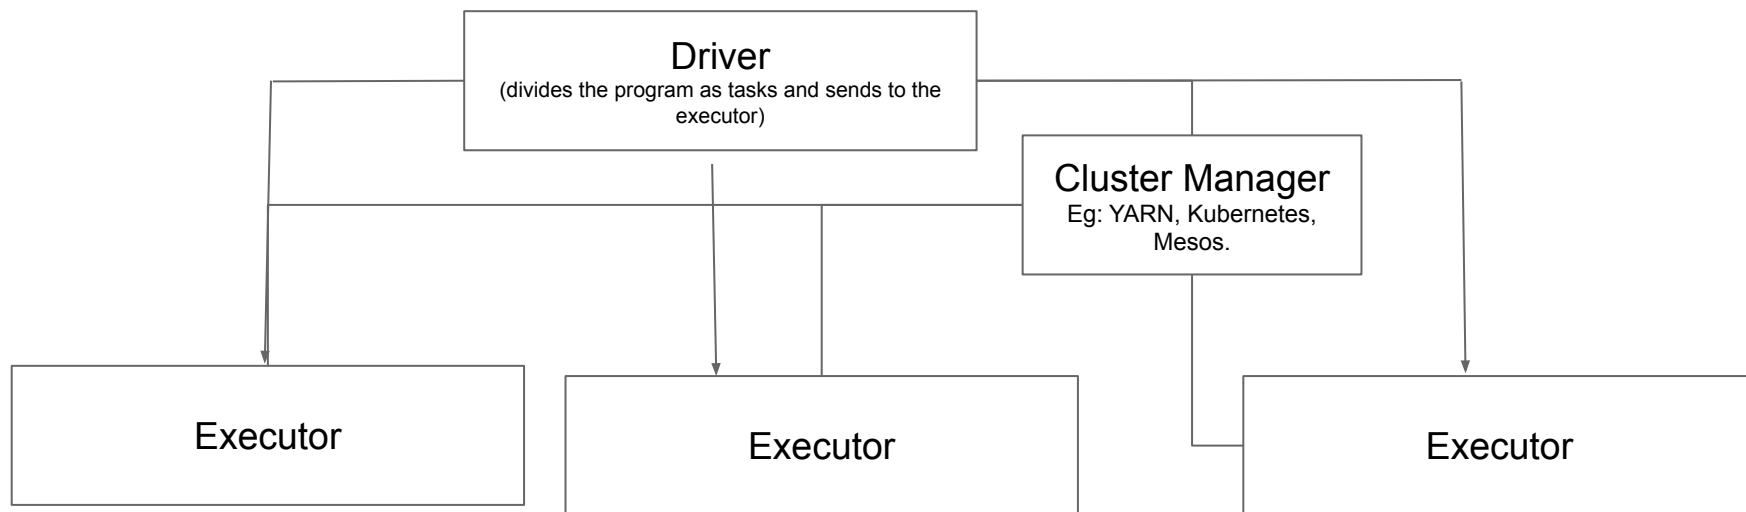 Driver
(divides the program as tasks and sends to the
executor)
Cluster Manager
Eg: YARN, Kubernetes,
Mesos.
Executor
Executor
Executor